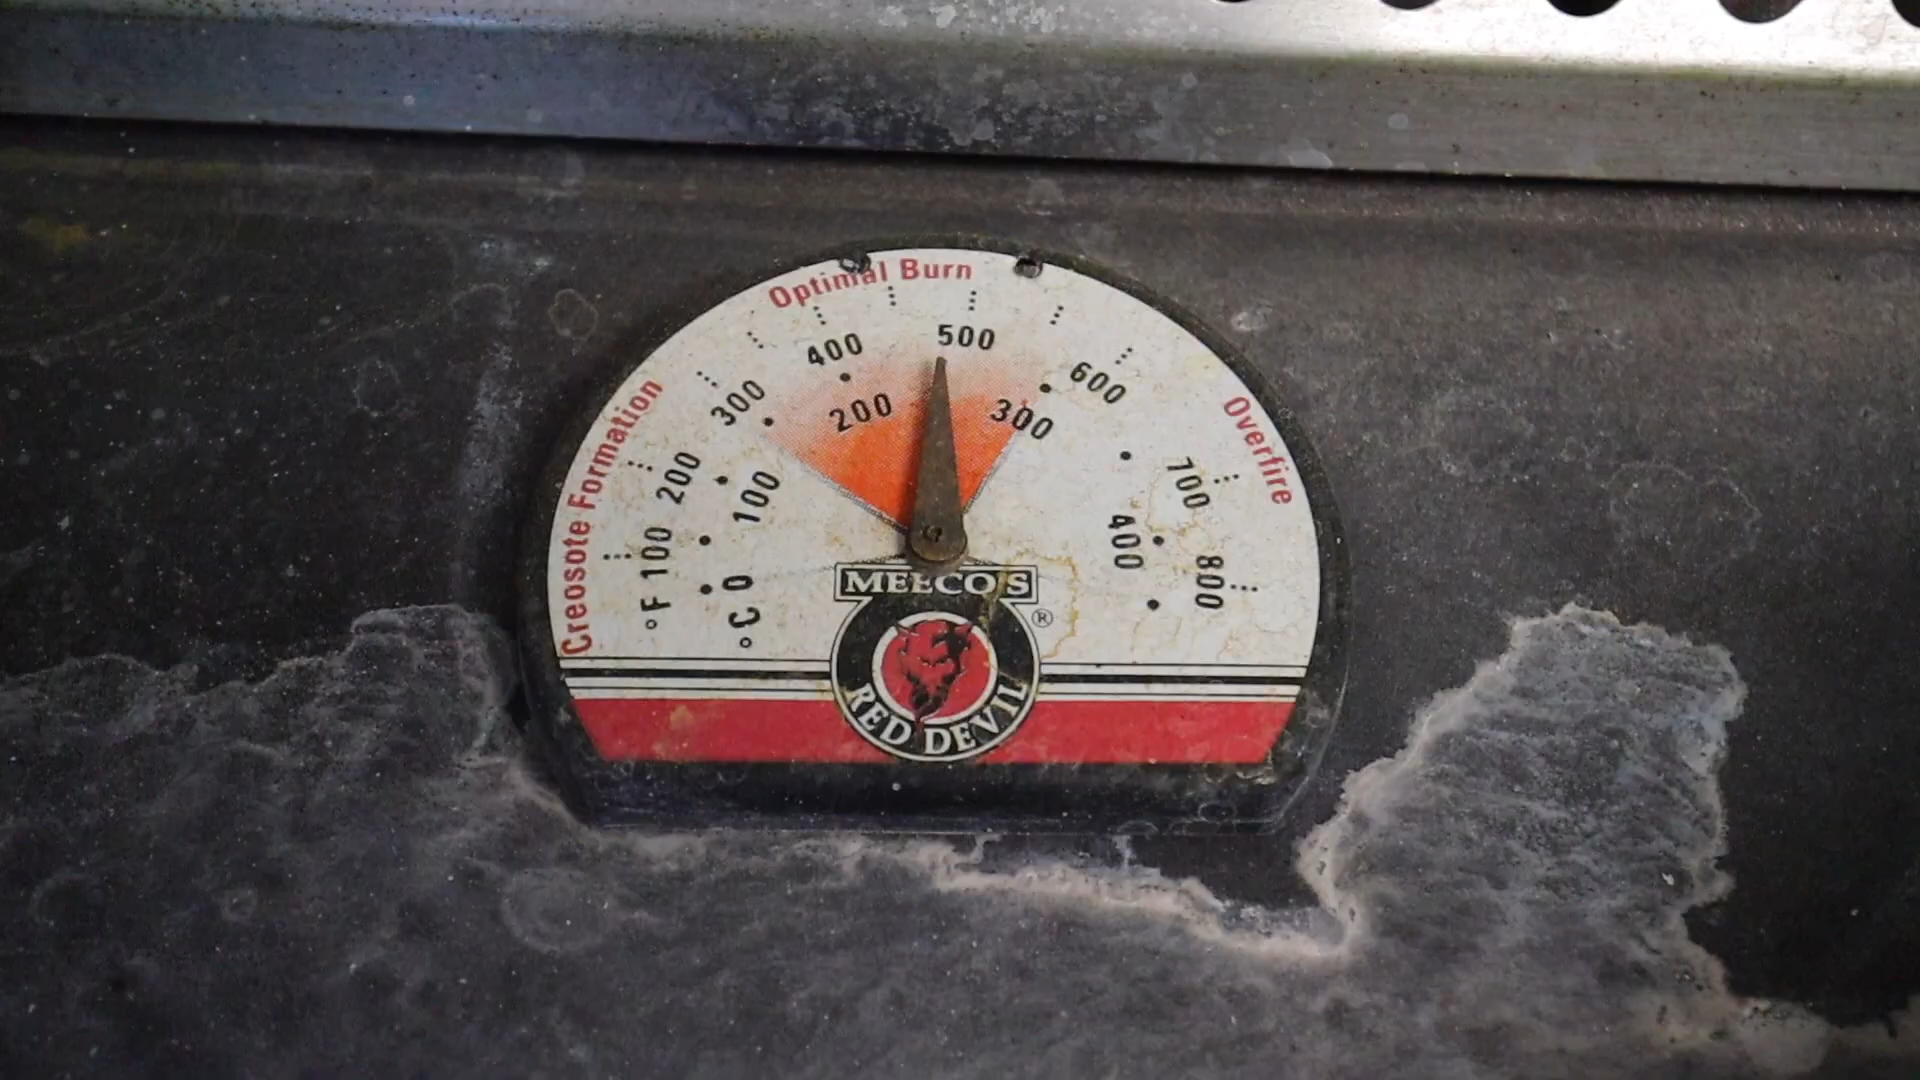 Optimal Burn
Creosote Formation
Overfire
°F 100 200 300 400 500 600 700 800
°C 0 100 200 300 400
MEECO'S
®
RED DEVIL